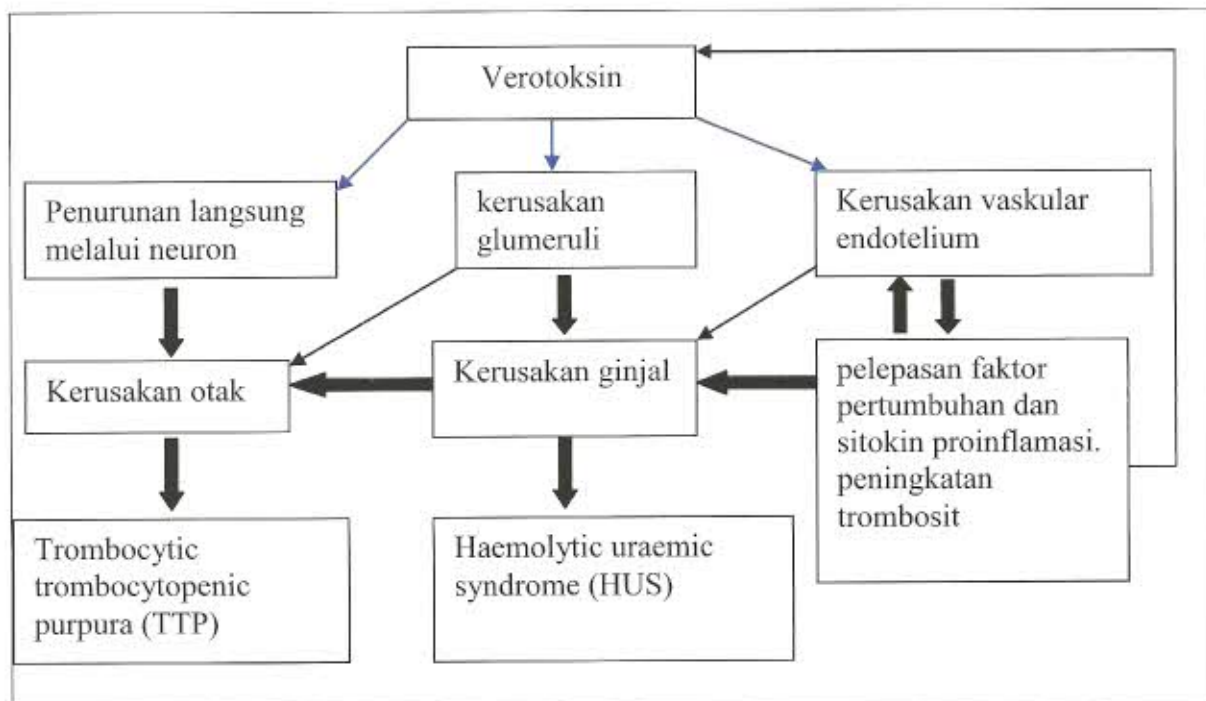 Verotoksin
Penurunan langsung
melalui neuron
kerusakan
glumeruli
Kerusakan vaskular
endotelium
Kerusakan otak
Kerusakan ginjal
pelepasan faktor
pertumbuhan dan
sitokin proinflamasi.
peningkatan
trombosit
Trombocytic
trombocytopenic
purpura (TTP)
Haemolytic uraemic
syndrome (HUS)